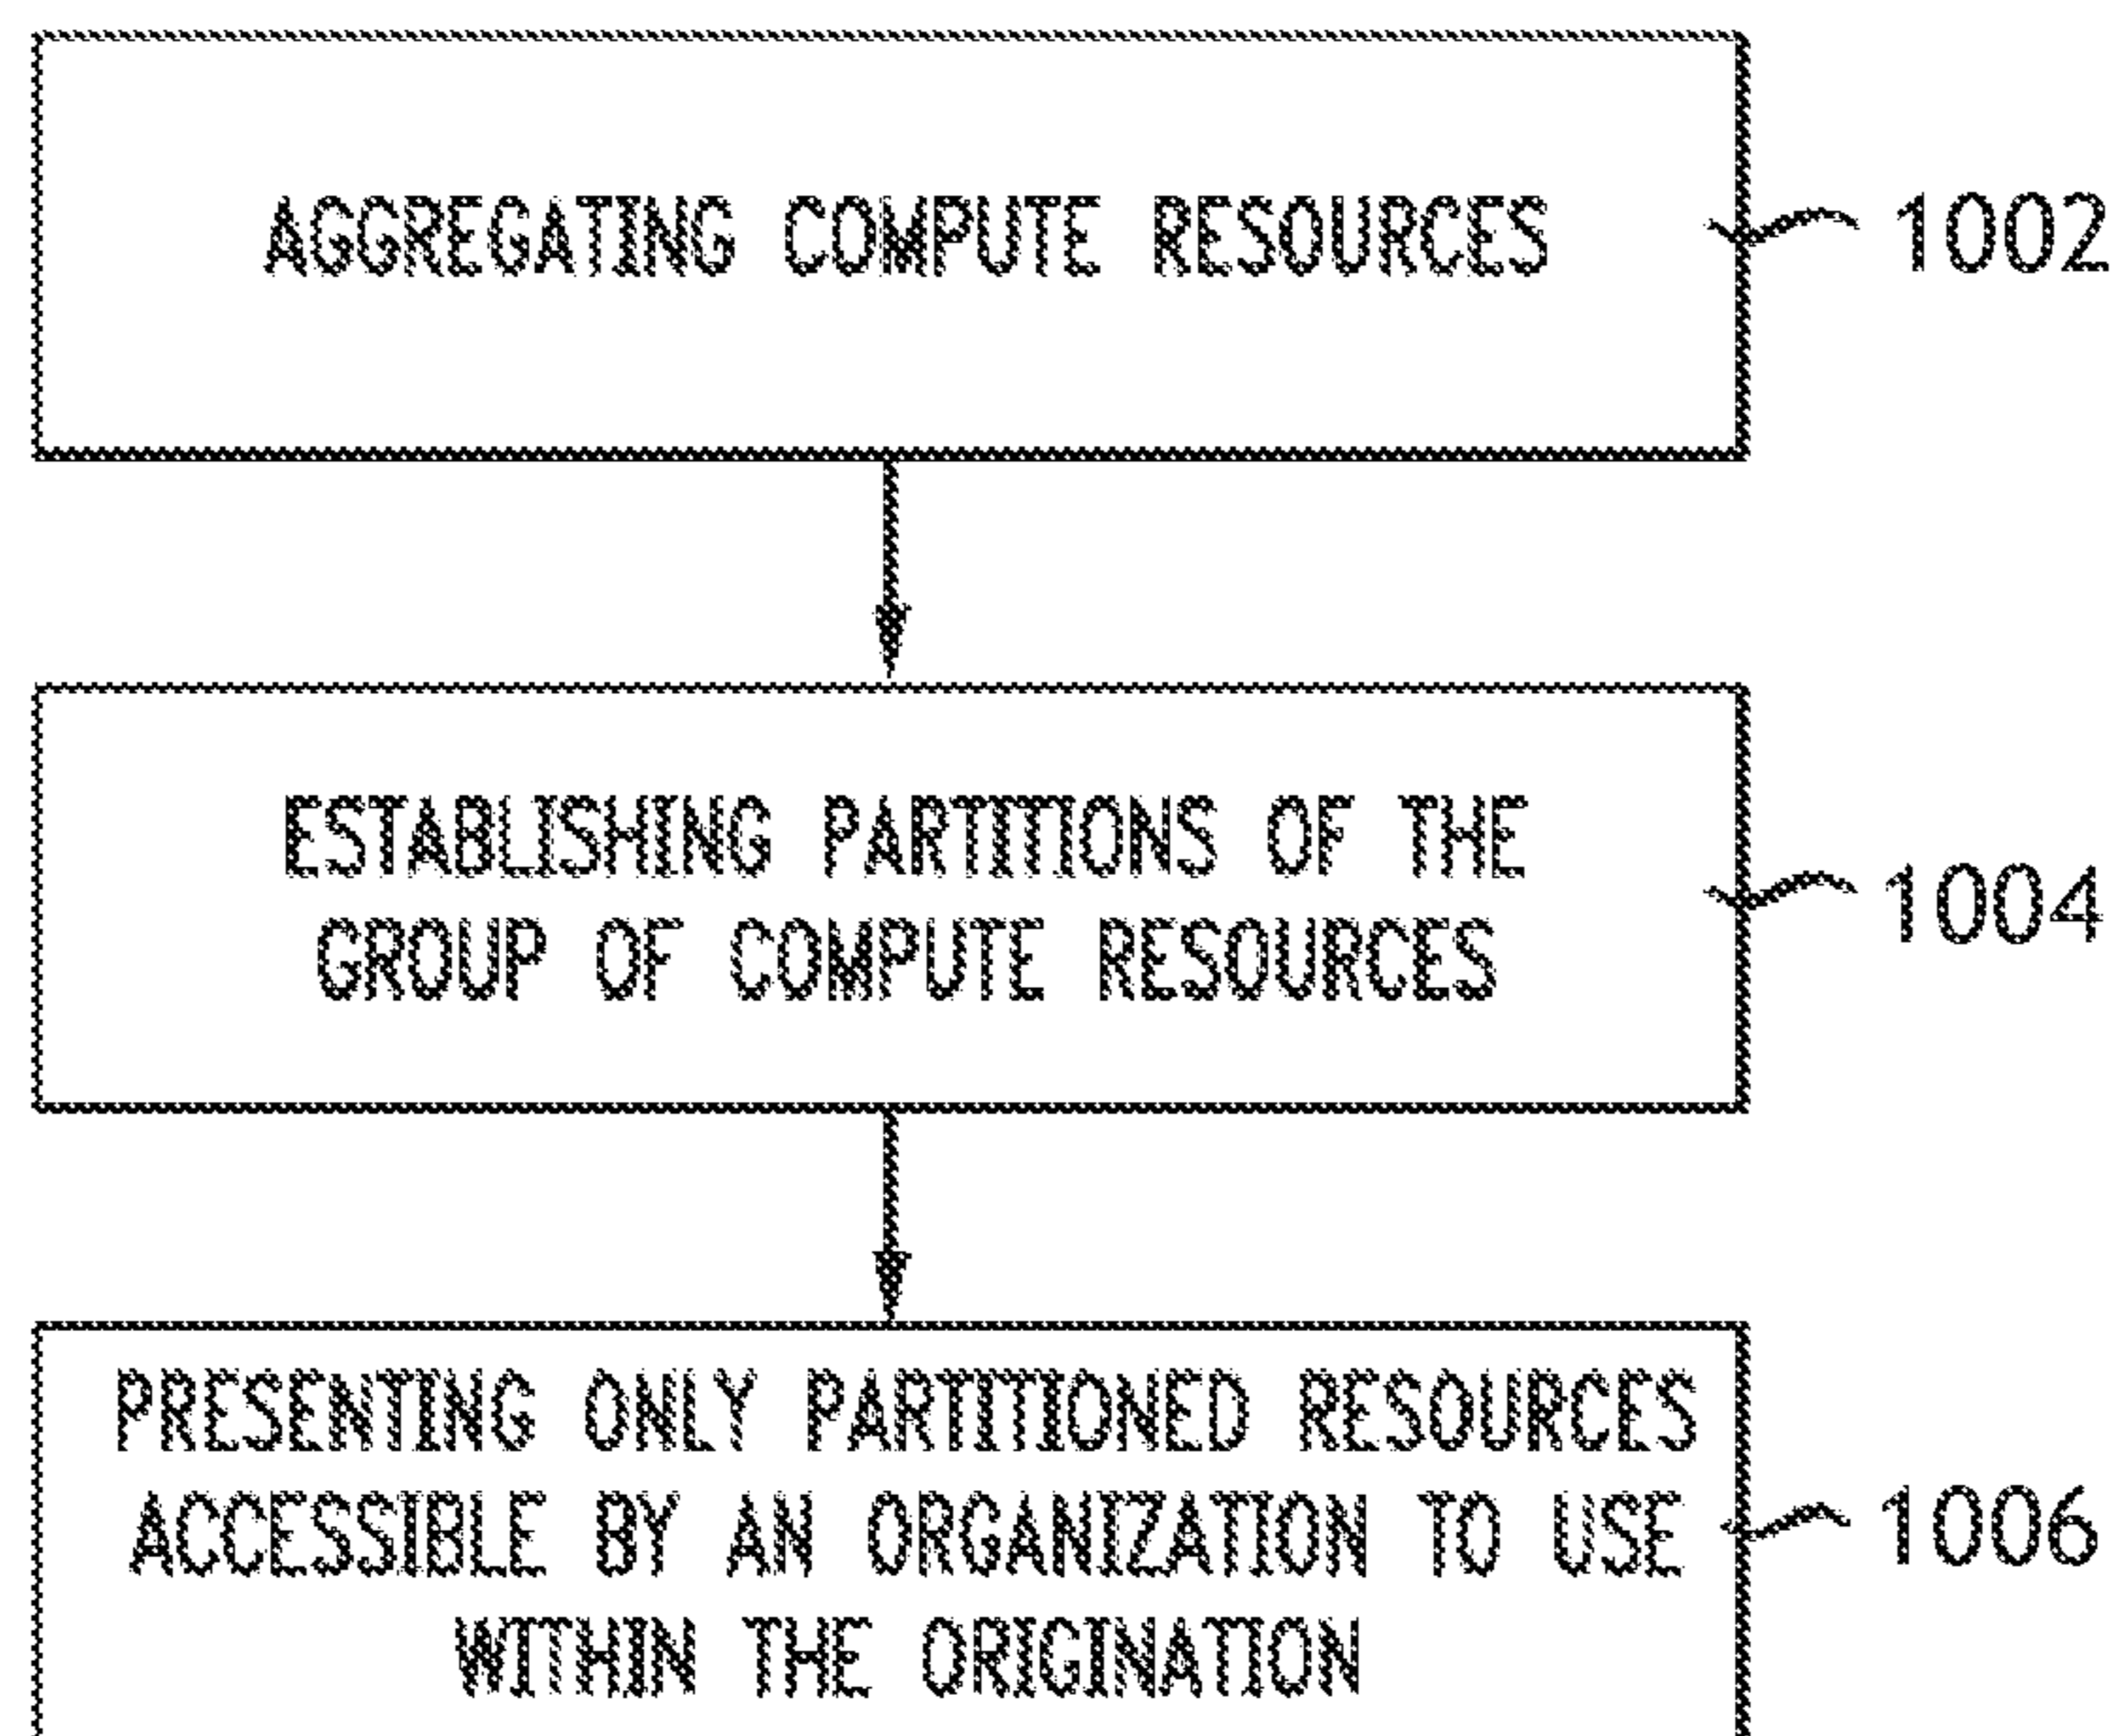 AGGREGATING COMPUTE RESOURCES 1002
ESTABLISHING PARTITIONS OF THE
GROUP OF COMPUTE RESOURCES
1004
PRESENTING ONLY PARTITIONED RESOURCES
ACCESSIBLE BY AN ORGANIZATION TO USE 1006
WITHIN THE ORIGINATION